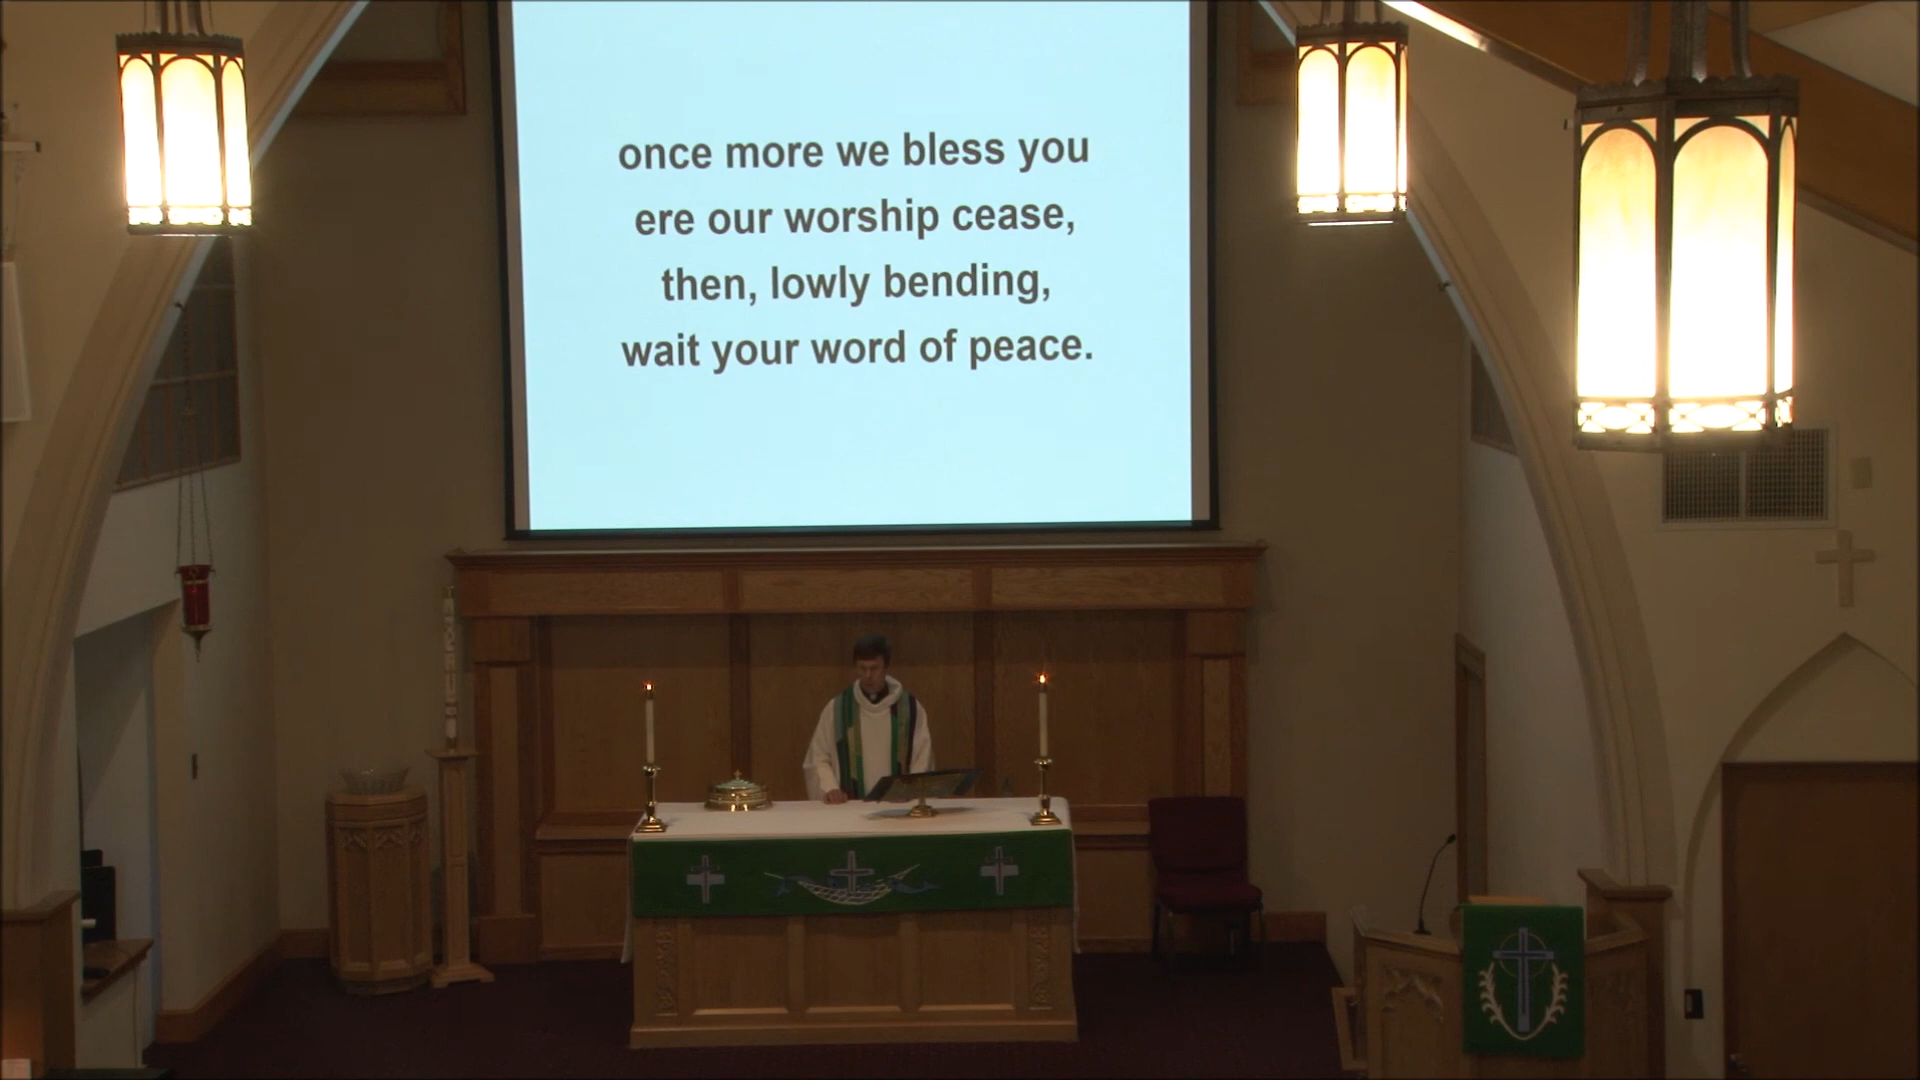 once more we bless you
ere our worship cease,
then, lowly bending,
wait your word of peace.